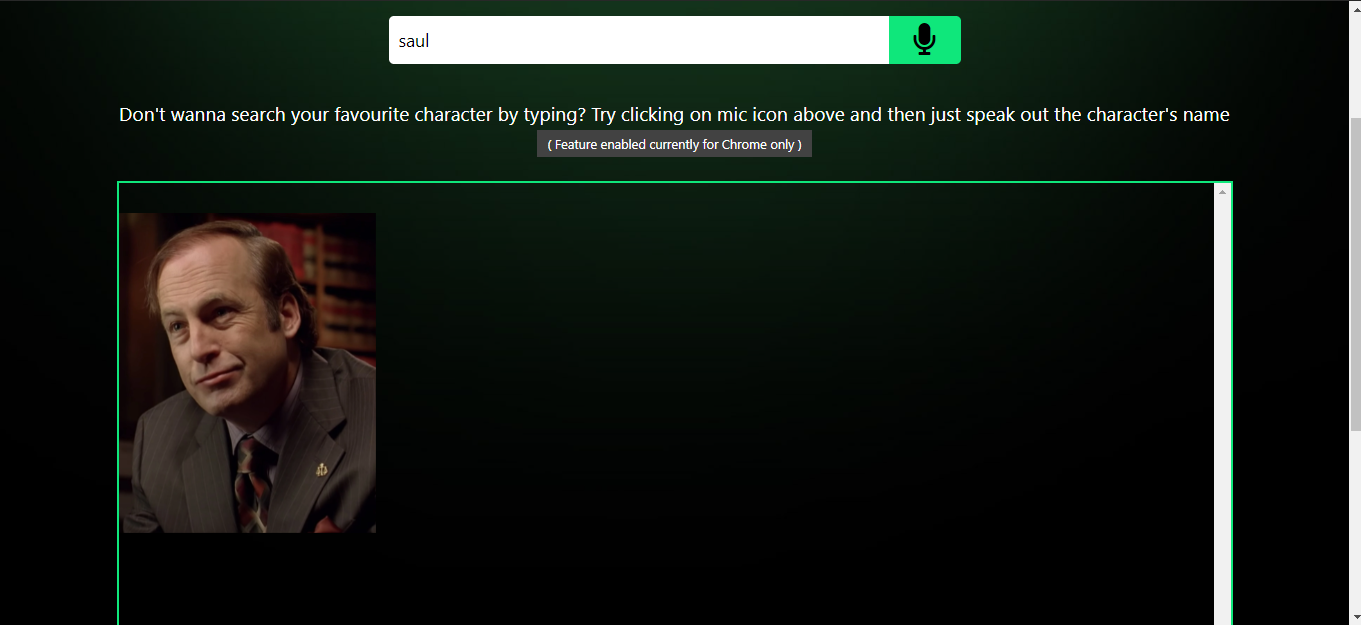 saul
Don't wanna search your favourite character by typing? Try clicking on mic icon above and then just speak out the character's name
( Feature enabled currently for Chrome only )